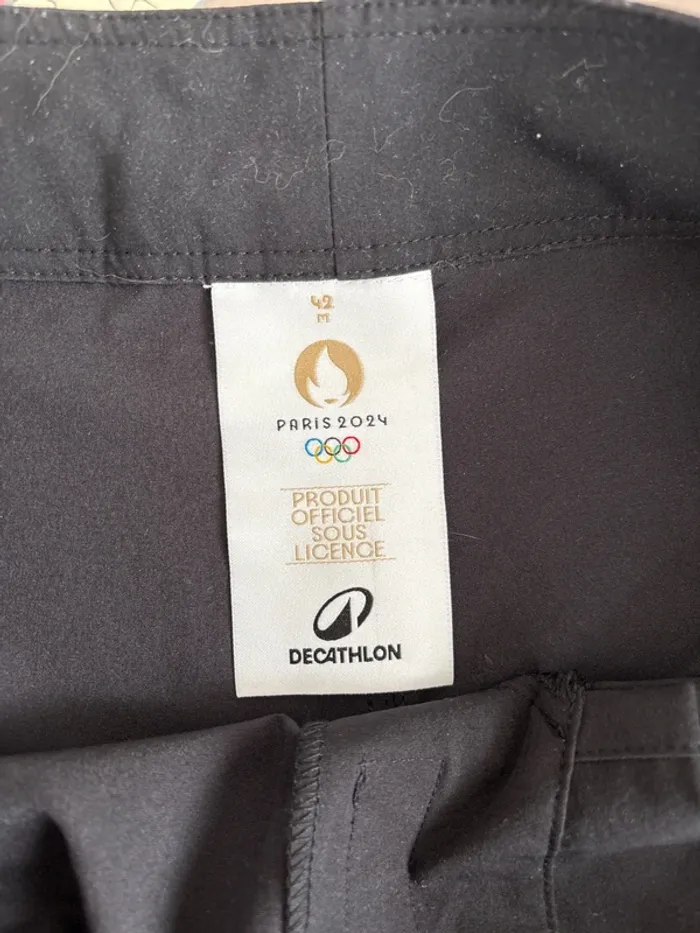 42
M
PARIS 2024
PRODUIT
OFFICIEL
SOUS
LICENCE
DECATHLON